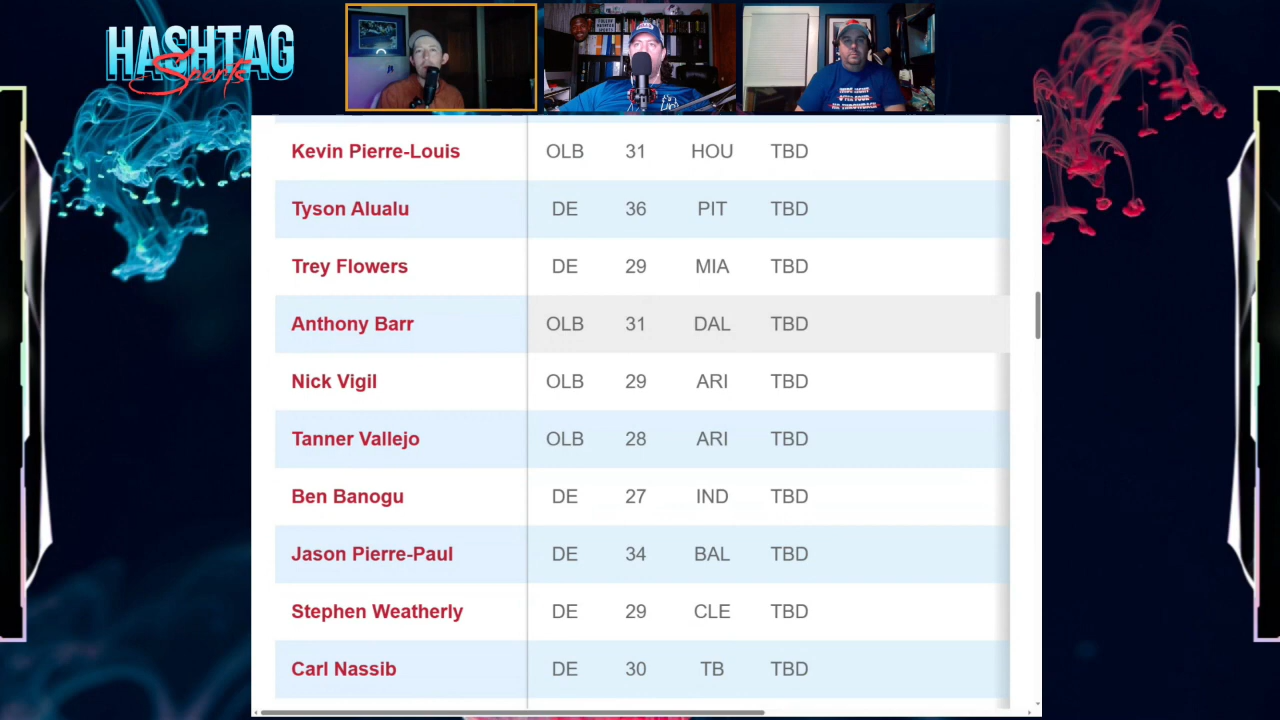 HASHTAG
Sports
Kevin Pierre-Louis OLB 31 HOU TBD
Tyson Alualu DE 36 PIT TBD
Trey Flowers DE 29 MIA TBD
Anthony Barr OLB 31 DAL TBD
Nick Vigil OLB 29 ARI TBD
Tanner Vallejo OLB 28 ARI TBD
Ben Banogu DE 27 IND TBD
Jason Pierre-Paul DE 34 BAL TBD
Stephen Weatherly DE 29 CLE TBD
Carl Nassib DE 30 TB TBD